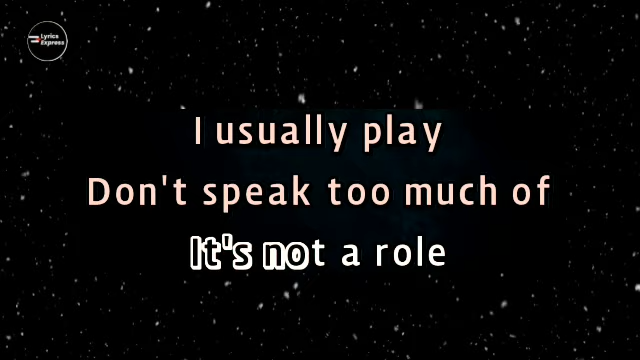 Lyrics
Express
I usually play
Don't speak too much of
It's not a role